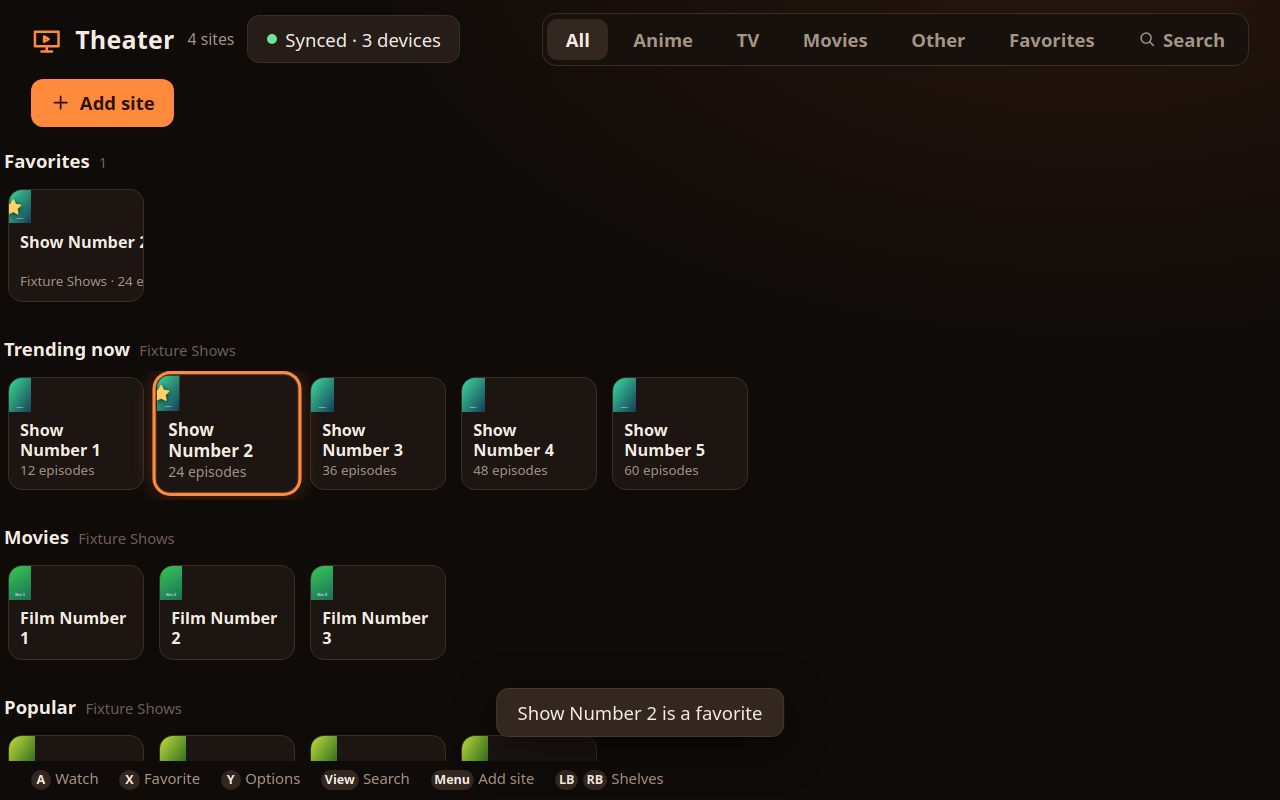 Theater 4 sites Synced · 3 devices All Anime TV Movies Other Favorites Search
+ Add site
Favorites 1
Show Number 2
Fixture Shows · 24 e
Trending now Fixture Shows
Show Number 1
12 episodes
Show Number 2
24 episodes
Show Number 3
36 episodes
Show Number 4
48 episodes
Show Number 5
60 episodes
Movies Fixture Shows
Film Number 1
Film Number 2
Film Number 3
Popular Fixture Shows
Show Number 2 is a favorite
A Watch X Favorite Y Options View Search Menu Add site LB RB Shelves